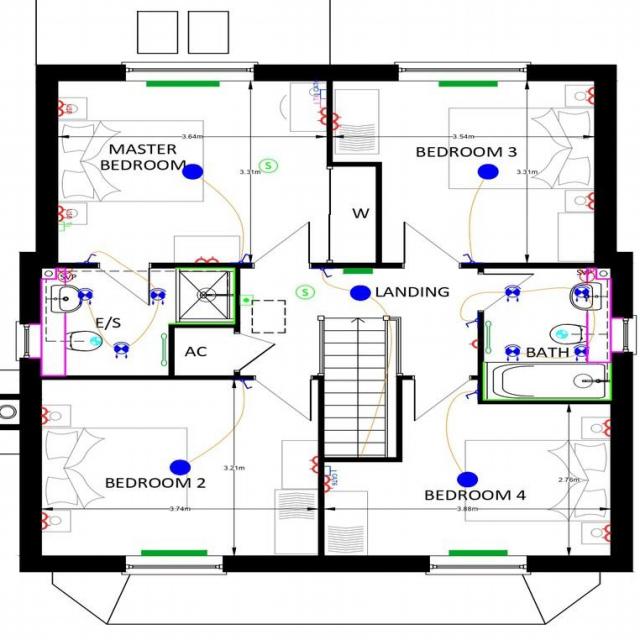 MASTER
BEDROOM
3.64m
3.31m
S
BEDROOM 3
3.54m
3.31m
W
SVP
E/S
S
LANDING
AC
BATH
BEDROOM 2
3.74m
3.21m
BEDROOM 4
3.88m
2.76m